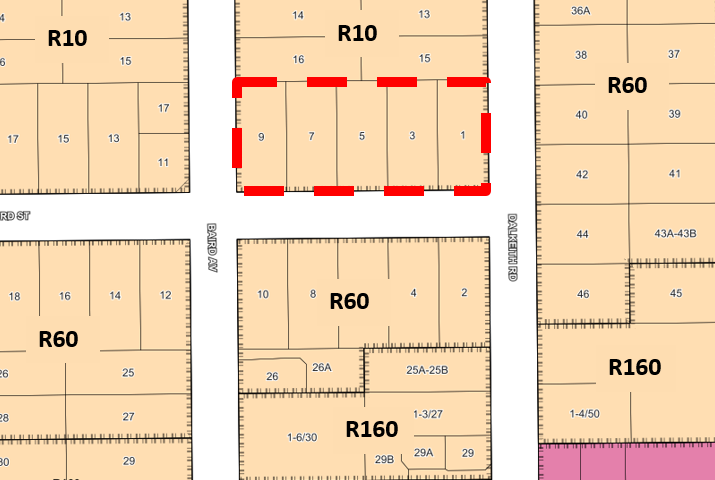 13
R10
15
17
15
13
17
11
14
13
R10
16
15
9
7
5
3
1
36A
38
37
R60
40
39
42
41
44
43A-43B
46
45
R160
1-4/50
RD ST
BAIRD AV
DALKEITH RD
18
16
14
12
R60
26
25
28
27
30
29
10
8
R60
4
2
26
26A
25A-25B
1-3/27
1-6/30
R160
29B
29A
29